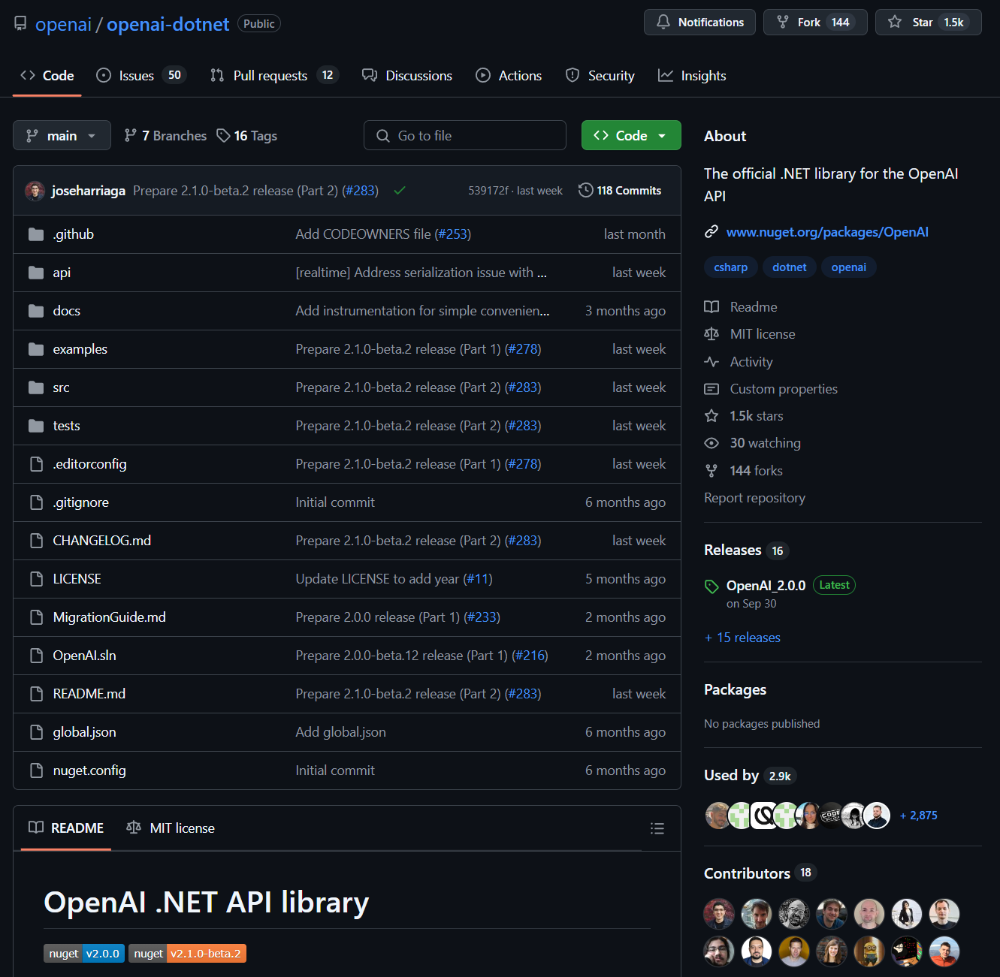 openai / openai-dotnet Public Notifications Fork 144 Star 1.5k
Code Issues 50 Pull requests 12 Discussions Actions Security Insights
main 7 Branches 16 Tags Go to file Code
joseharriaga Prepare 2.1.0-beta.2 release (Part 2) (#283) 539172f · last week 118 Commits
.github Add CODEOWNERS file (#253) last month
api [realtime] Address serialization issue with ... last week
docs Add instrumentation for simple convenien... 3 months ago
examples Prepare 2.1.0-beta.2 release (Part 1) (#278) last week
src Prepare 2.1.0-beta.2 release (Part 2) (#283) last week
tests Prepare 2.1.0-beta.2 release (Part 2) (#283) last week
.editorconfig Prepare 2.1.0-beta.2 release (Part 1) (#278) last week
.gitignore Initial commit 6 months ago
CHANGELOG.md Prepare 2.1.0-beta.2 release (Part 2) (#283) last week
LICENSE Update LICENSE to add year (#11) 5 months ago
MigrationGuide.md Prepare 2.0.0 release (Part 1) (#233) 2 months ago
OpenAI.sln Prepare 2.0.0-beta.12 release (Part 1) (#216) 2 months ago
README.md Prepare 2.1.0-beta.2 release (Part 2) (#283) last week
global.json Add global.json 6 months ago
nuget.config Initial commit 6 months ago
README MIT license
OpenAI .NET API library
nuget v2.0.0 nuget v2.1.0-beta.2
About
The official .NET library for the OpenAI
API
www.nuget.org/packages/OpenAI
csharp dotnet openai
Readme
MIT license
Activity
Custom properties
1.5k stars
30 watching
144 forks
Report repository
Releases 16
OpenAI_2.0.0 Latest
on Sep 30
+ 15 releases
Packages
No packages published
Used by 2.9k
+ 2,875
Contributors 18